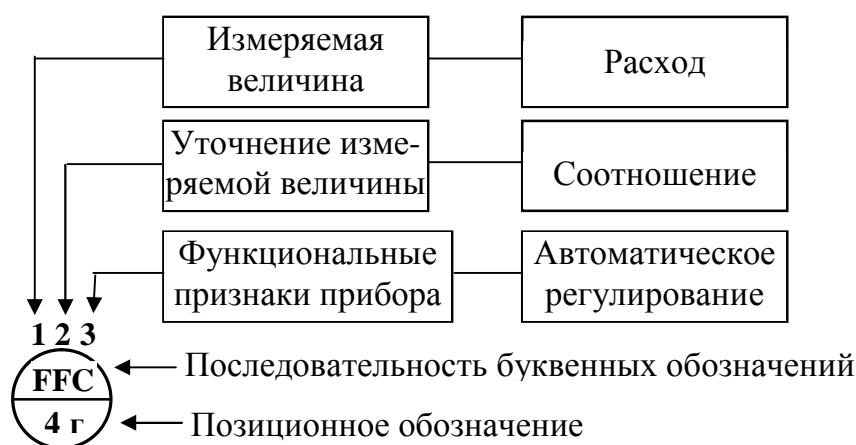 Измеряемая
величина
Расход
Уточнение изме-
ряемой величины
Соотношение
Функциональные
признаки прибора
Автоматическое
регулирование
1 2 3
FFC
Последовательность буквенных обозначений
4 г
Позиционное обозначение